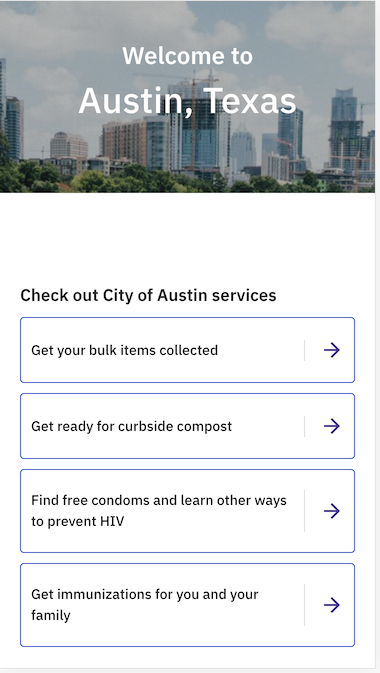 Welcome to
Austin, Texas
Check out City of Austin services
Get your bulk items collected
Get ready for curbside compost
Find free condoms and learn other ways
to prevent HIV
Get immunizations for you and your
family